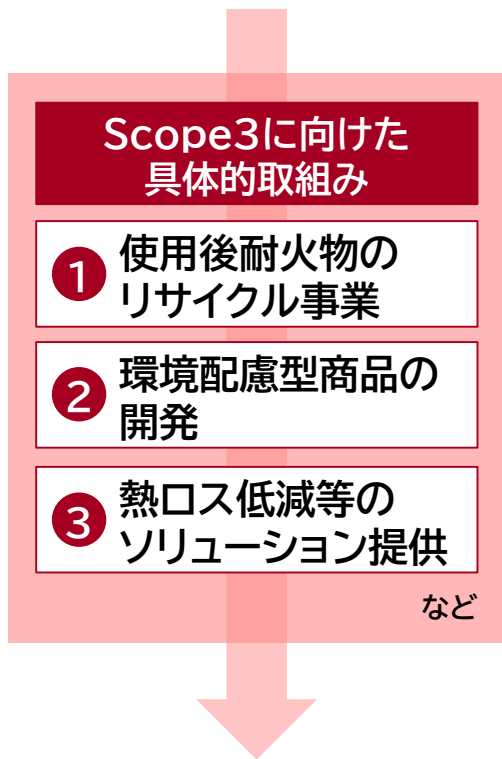 Scope3に向けた
具体的取組み
1 使用後耐火物の
リサイクル事業
2 環境配慮型商品の
開発
3 熱ロス低減等の
ソリューション提供
など